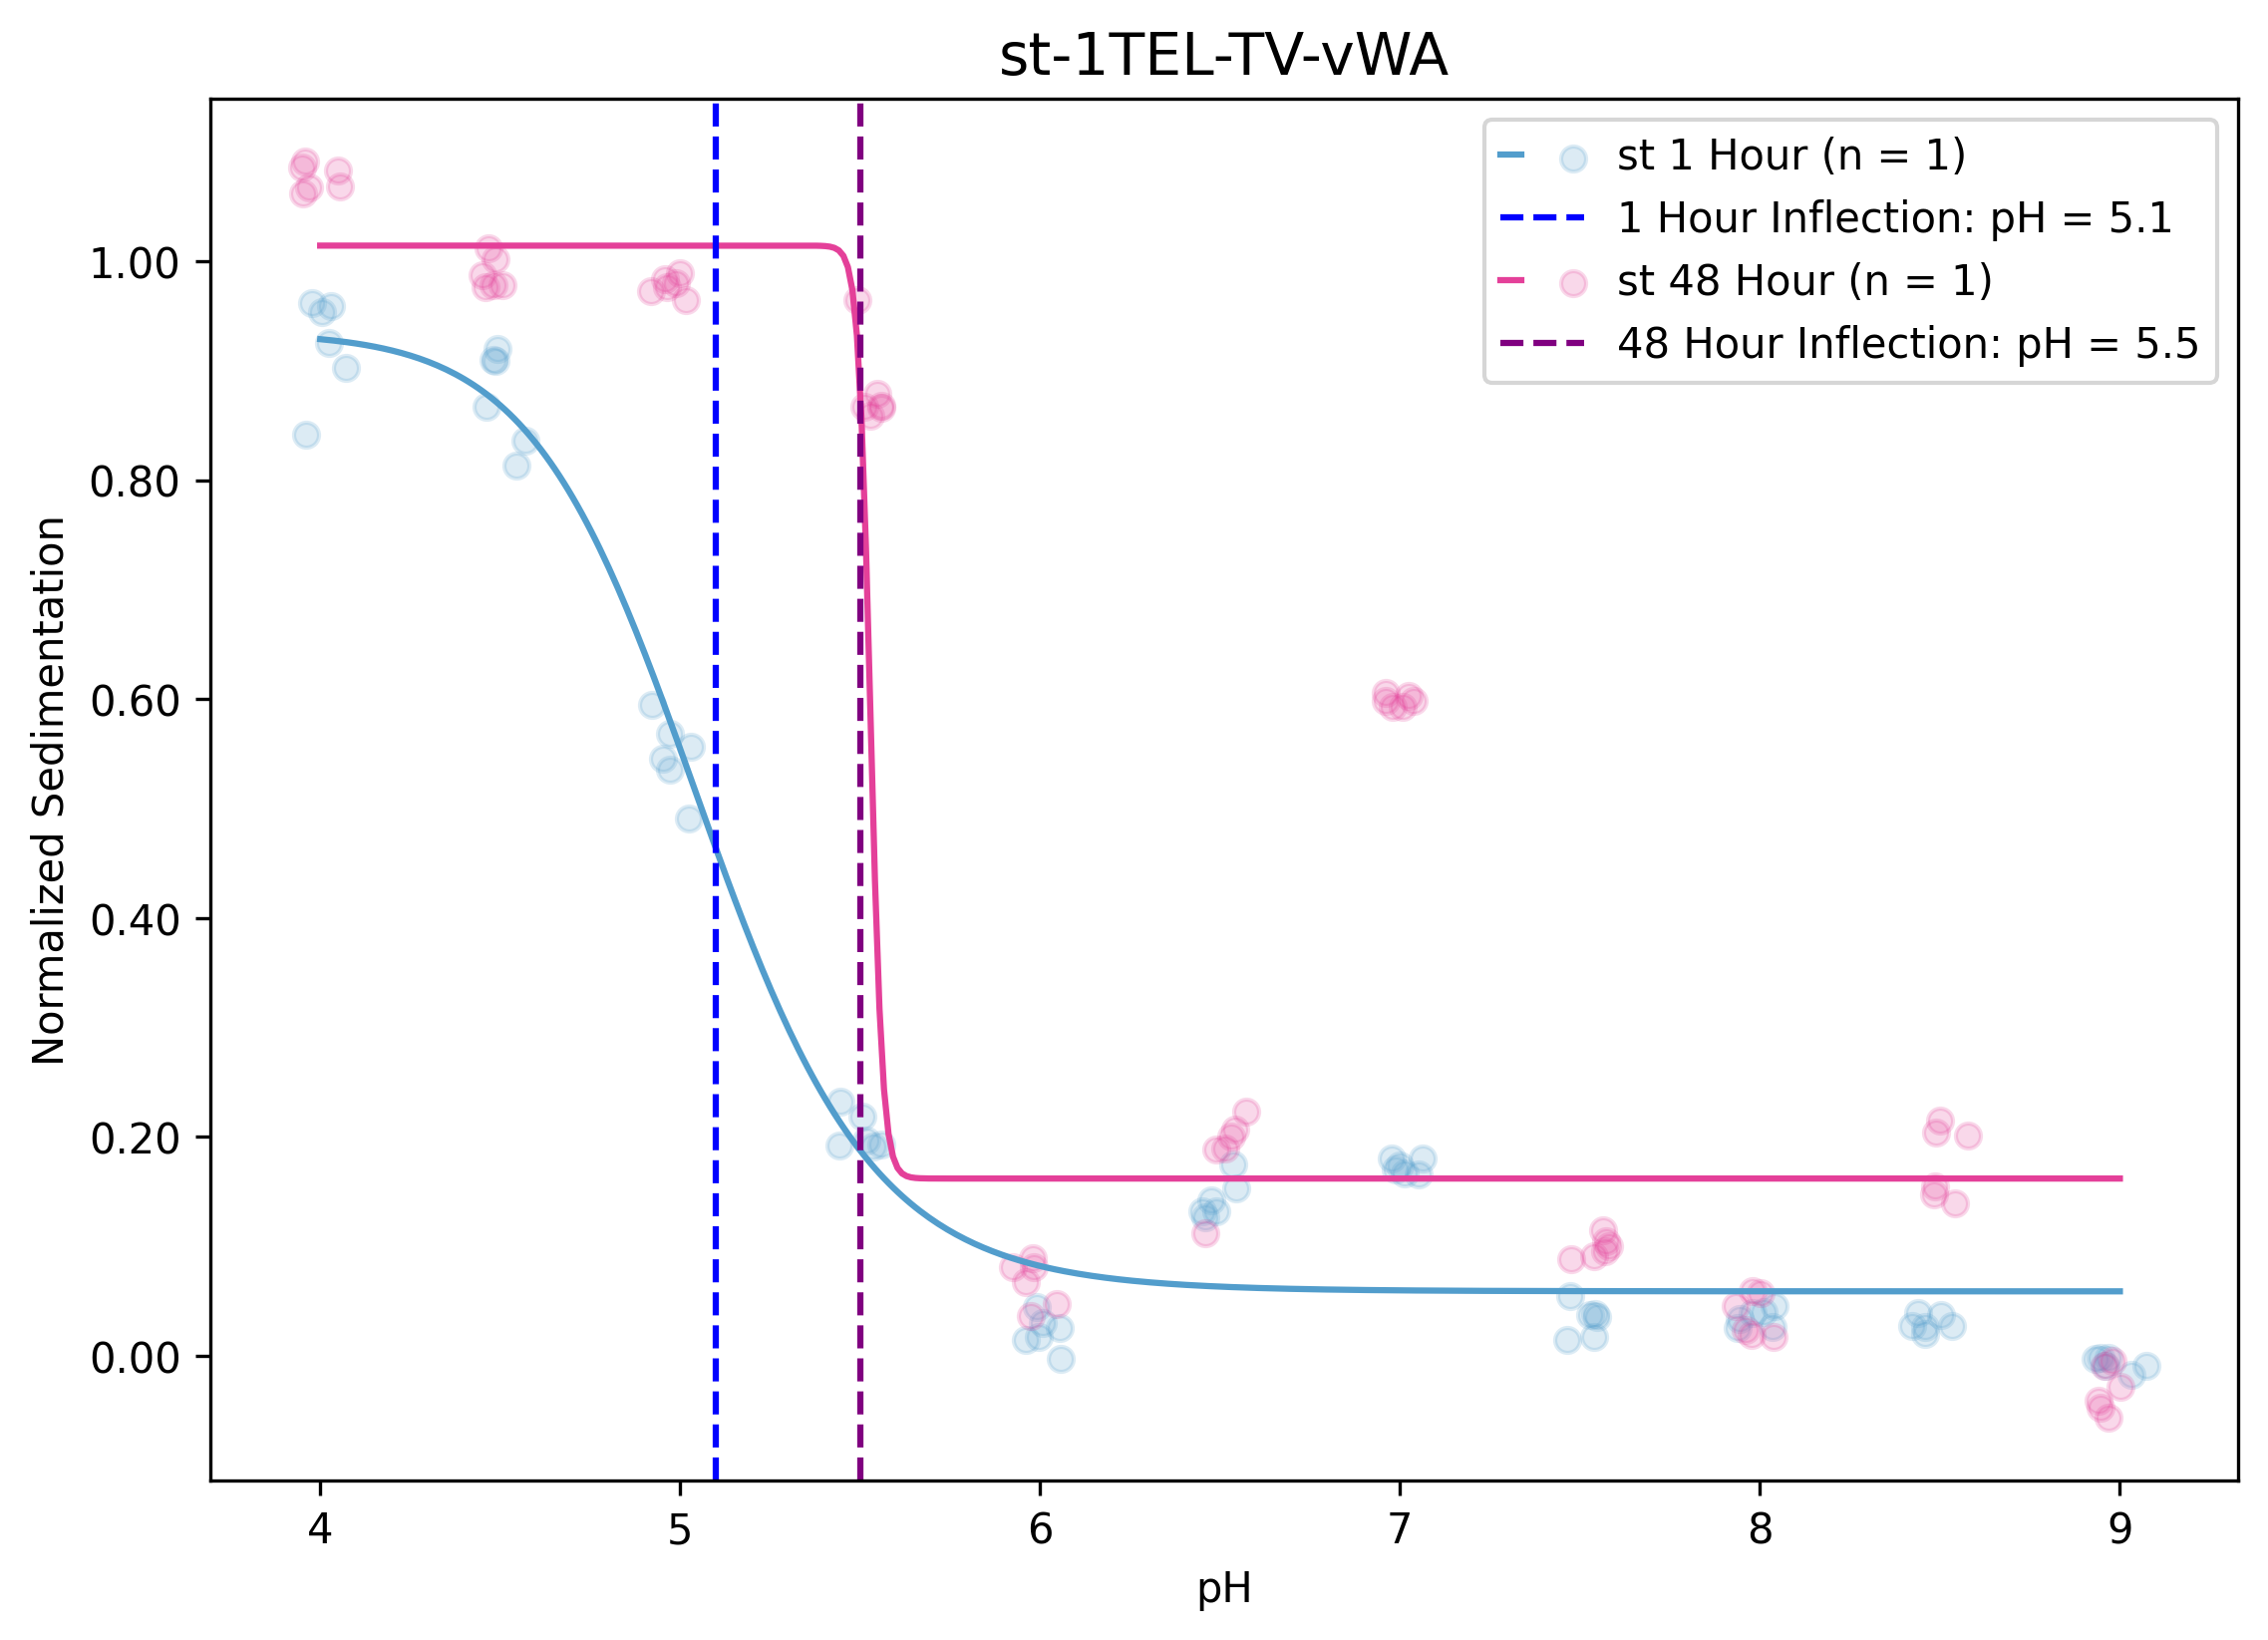 st-1TEL-TV-vWA
st 1 Hour (n = 1)
1 Hour Inflection: pH = 5.1
st 48 Hour (n = 1)
48 Hour Inflection: pH = 5.5
Normalized Sedimentation
1.00
0.80
0.60
0.40
0.20
0.00
4 5 6 7 8 9
pH